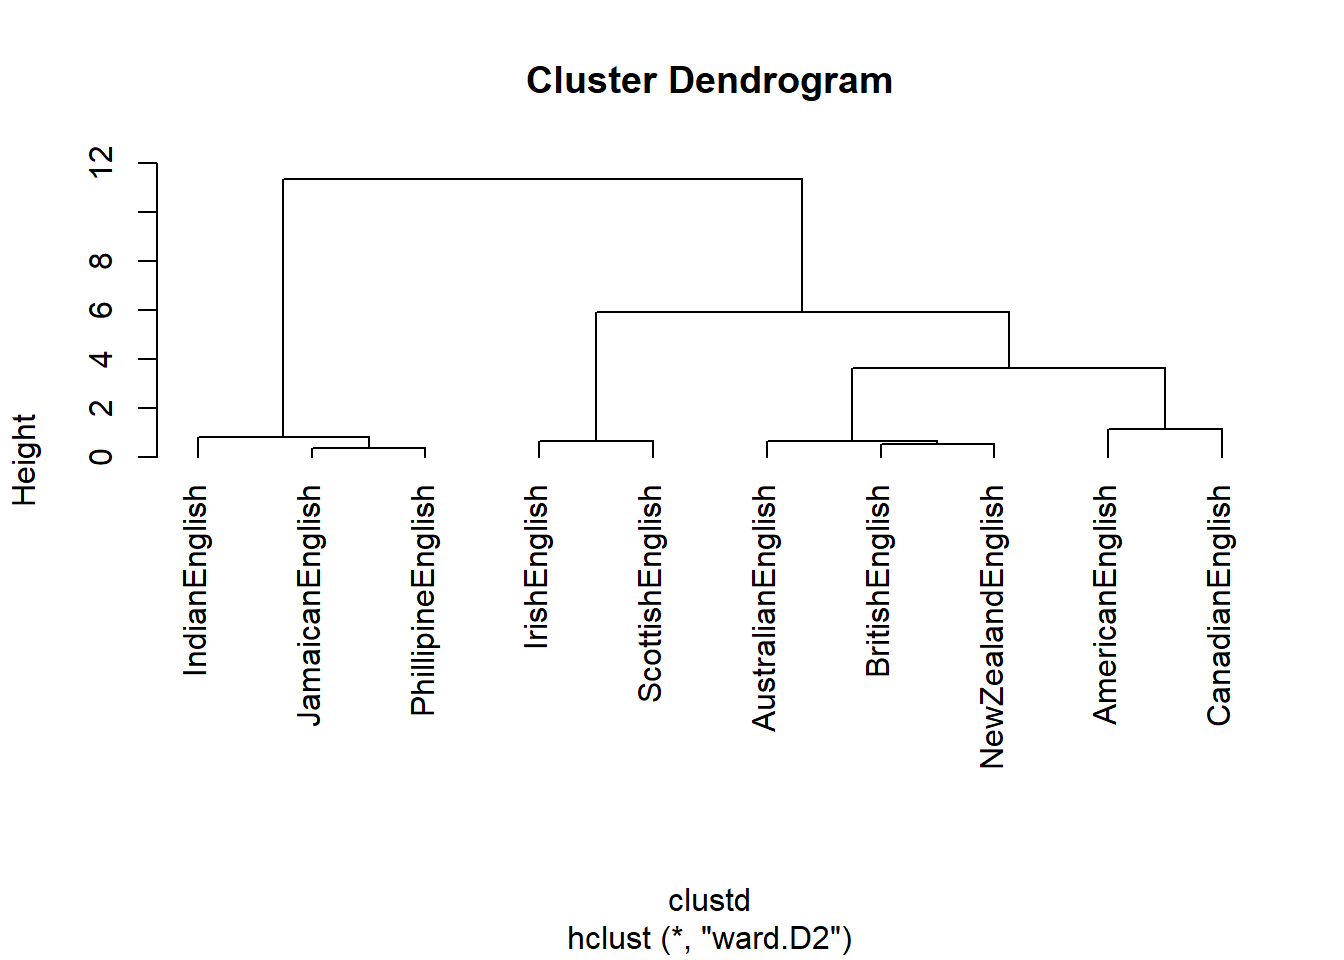 Cluster Dendrogram
12
8
6
4
2
0
Height
IndianEnglish
JamaicanEnglish
PhillipineEnglish
IrishEnglish
ScottishEnglish
AustralianEnglish
BritishEnglish
NewZealandEnglish
AmericanEnglish
CanadianEnglish
clustd
hclust (*, "ward.D2")